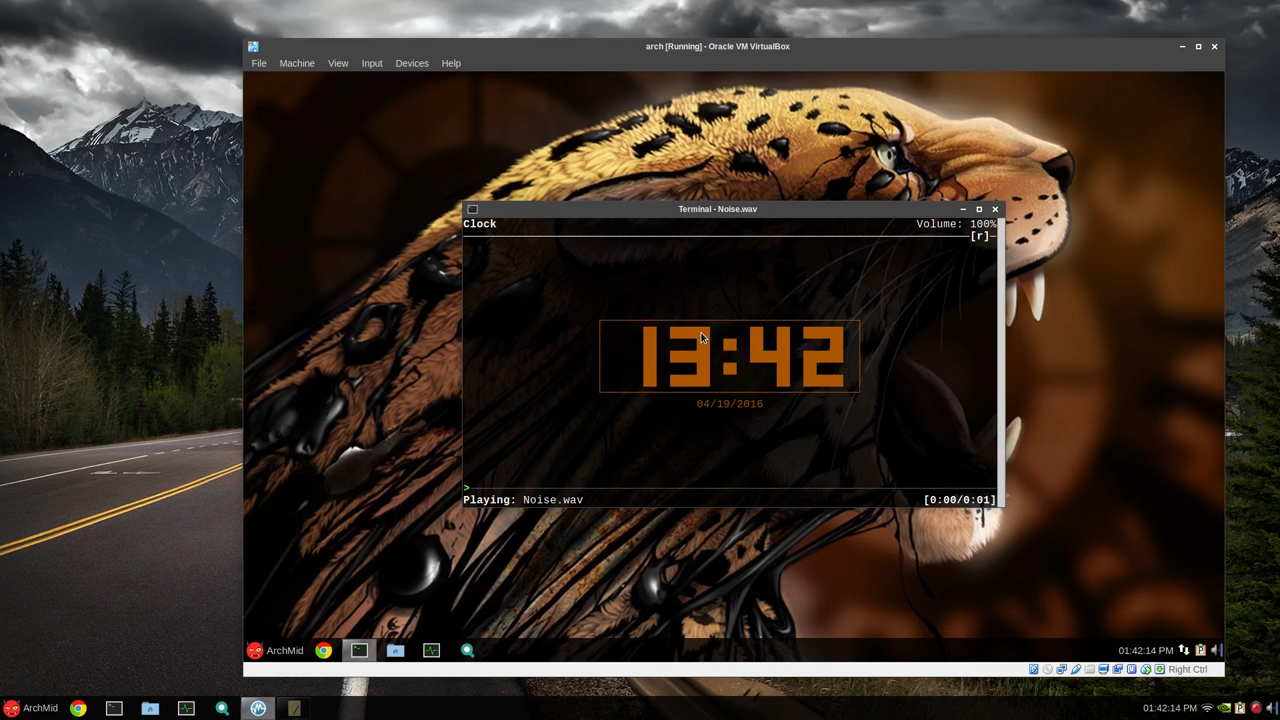 arch [Running] - Oracle VM VirtualBox
File Machine View Input Devices Help
Terminal - Noise.wav
Clock Volume: 100%
[r]
13:42
04/19/2016
>
Playing: Noise.wav [0:00/0:01]
ArchMid 01:42:14 PM
Right Ctrl
ArchMid 01:42:14 PM